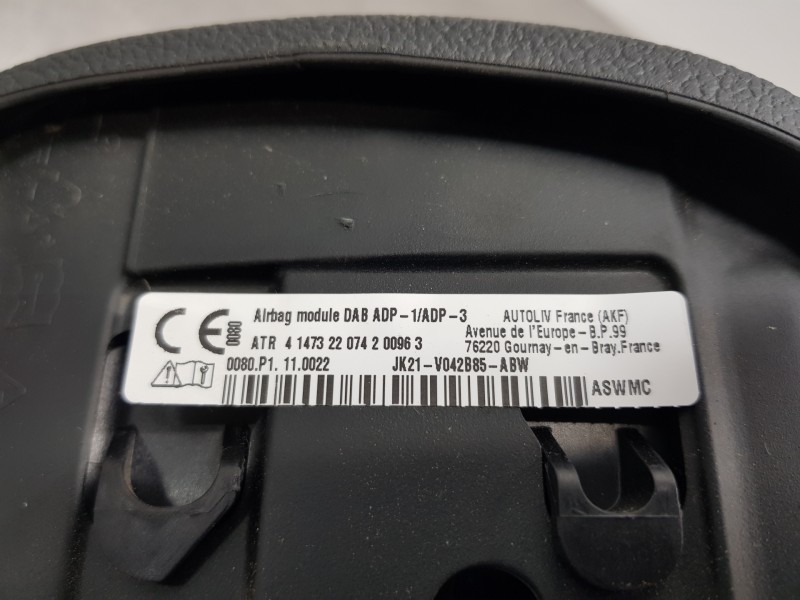 CE 0080
Airbag module DAB ADP-1/ADP-3
ATR 4 1473 22 074 2 0096 3
0080.P1. 11.0022 JK21-V042B85-ABW
AUTOLIV France (AKF)
Avenue de l'Europe-B.P.99
76220 Gournay-en-Bray.France
ASWMC